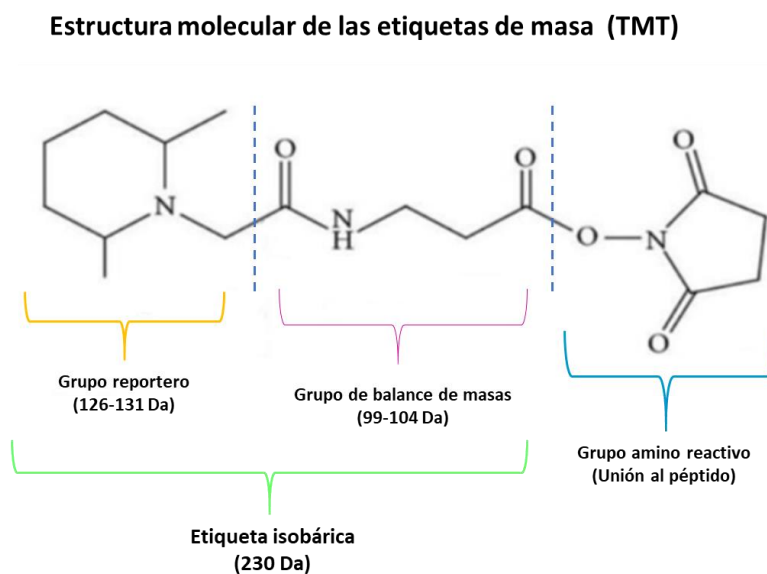 Estructura molecular de las etiquetas de masa (TMT)
O
O
O
N
N
H
O
N
O
Grupo reportero
(126-131 Da)
Grupo de balance de masas
(99-104 Da)
Grupo amino reactivo
(Unión al péptido)
Etiqueta isobárica
(230 Da)